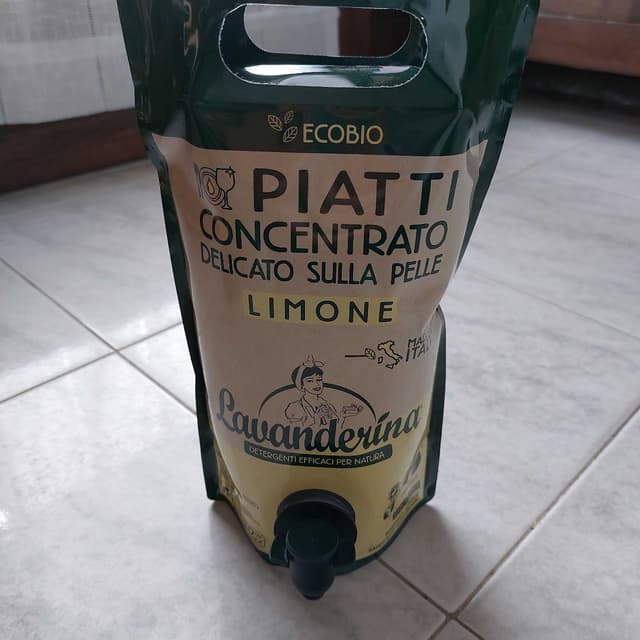 ECOBIO
PIATTI
CONCENTRATO
DELICATO SULLA PELLE
LIMONE
Lavanderina
DETERGENTI EFFICACI PER NATURA